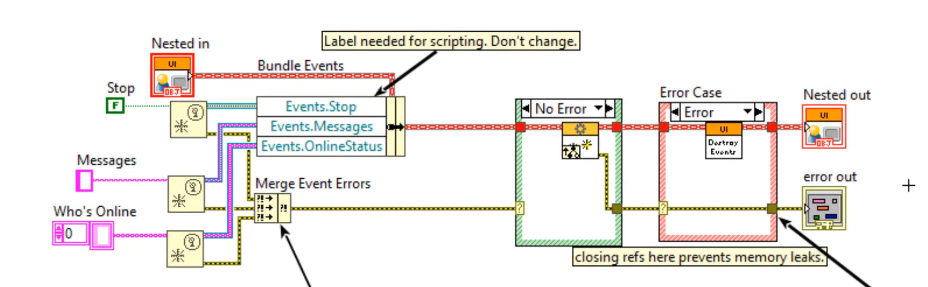 Label needed for scripting. Don't change.
Nested in
UI
OBJ
Bundle Events
Stop
F
Events.Stop
Events.Messages
Events.OnlineStatus
No Error
Error Case
Error
Nested out
UI
OBJ
UI
Destroy
Events
Messages
Merge Event Errors
error out
Who's Online
0
?!
?!
?!
?!
?
?
closing refs here prevents memory leaks.